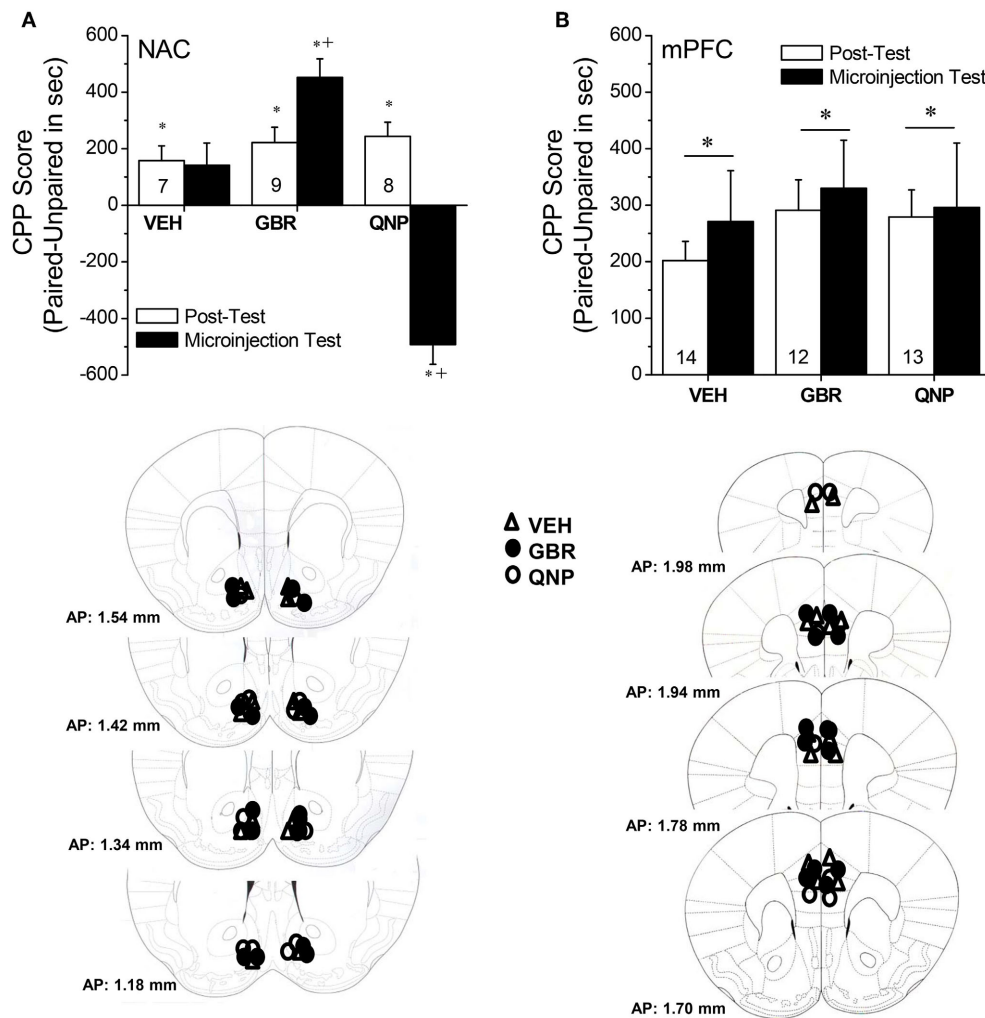 A
NAC
CPP Score
(Paired-Unpaired in sec)
600
400
200
0
-200
-400
-600
*
*
*+
*
*+
7
9
8
VEH
GBR
QNP
Post-Test
Microinjection Test
B
mPFC
CPP Score
(Paired-Unpaired in sec)
600
500
400
300
200
100
0
Post-Test
Microinjection Test
*
*
*
14
12
13
VEH
GBR
QNP
AP: 1.54 mm
AP: 1.42 mm
AP: 1.34 mm
AP: 1.18 mm
VEH
GBR
QNP
AP: 1.98 mm
AP: 1.94 mm
AP: 1.78 mm
AP: 1.70 mm